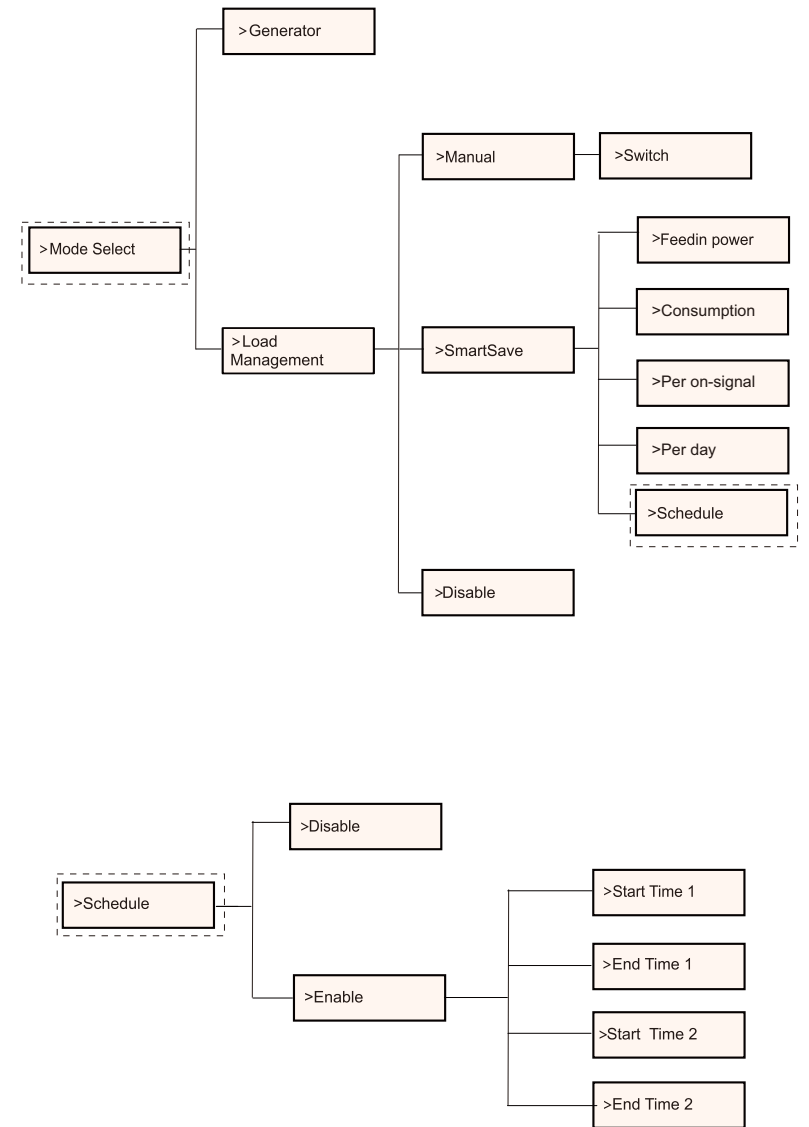 >Generator
>Manual
>Switch
>Mode Select
>Feedin power
>Consumption
>Load
Management
>SmartSave
>Per on-signal
>Per day
>Schedule
>Disable
>Disable
>Schedule
>Start Time 1
>End Time 1
>Enable
>Start  Time 2
>End Time 2